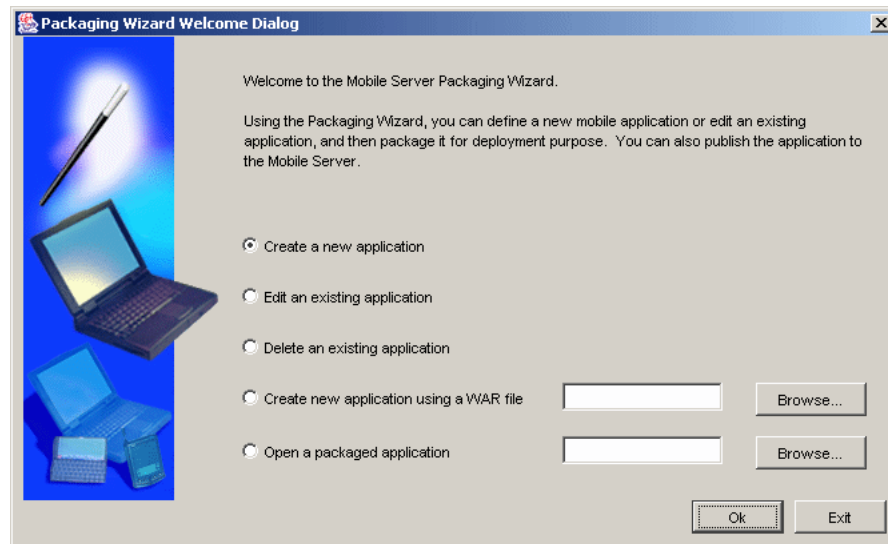 Packaging Wizard Welcome Dialog
Welcome to the Mobile Server Packaging Wizard.
Using the Packaging Wizard, you can define a new mobile application or edit an existing
application, and then package it for deployment purpose. You can also publish the application to
the Mobile Server.
Create a new application
Edit an existing application
Delete an existing application
Create new application using a WAR file
Browse...
Open a packaged application
Browse...
Ok
Exit